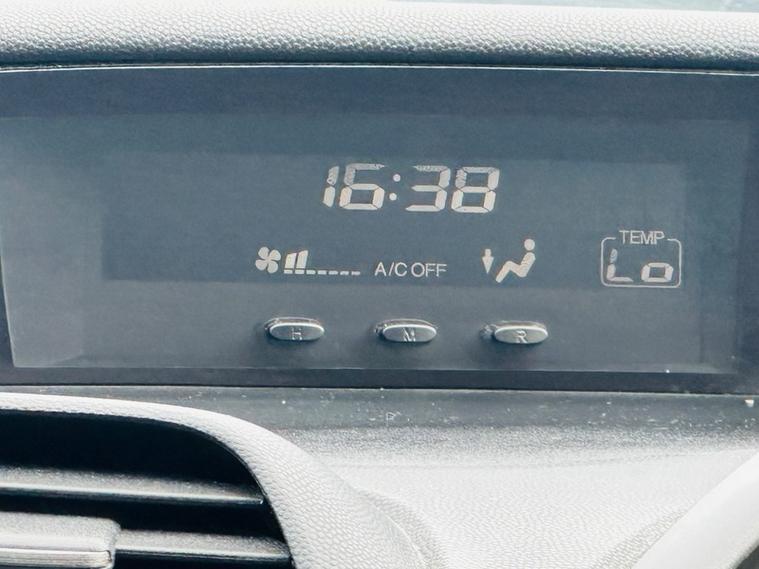 16:38
TEMP
A/C OFF
Lo
H M R